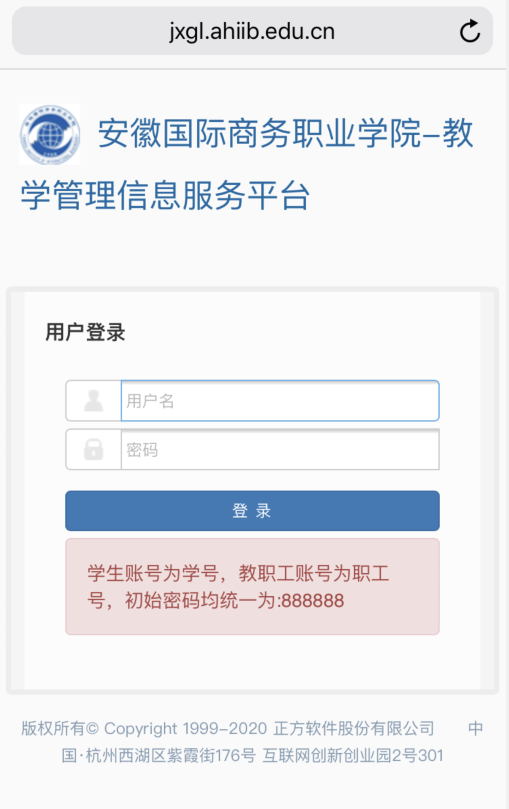 jxgl.ahiib.edu.cn
安徽国际商务职业学院-教
学管理信息服务平台
用户登录
用户名
密码
登 录
学生账号为学号，教职工账号为职工
号，初始密码均统一为:888888
版权所有© Copyright 1999-2020 正方软件股份有限公司 中
国·杭州西湖区紫霞街176号 互联网创新创业园2号301